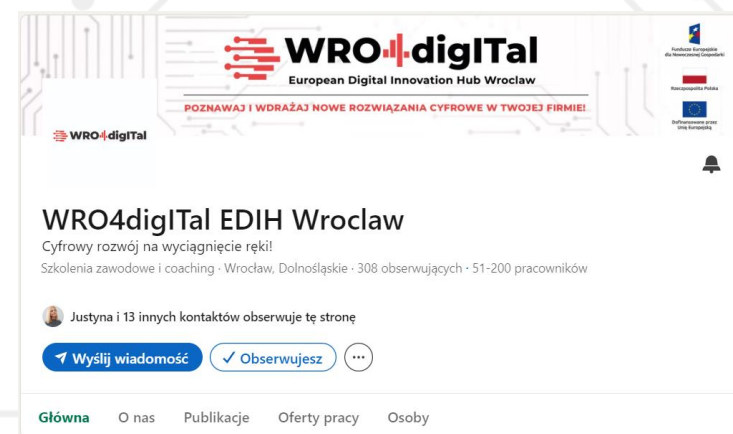 WRO4digITal
European Digital Innovation Hub Wroclaw
POZNAWAJ I WDRAŻAJ NOWE ROZWIĄZANIA CYFROWE W TWOJEJ FIRMIE!
Fundusze Europejskie
dla Nowoczesnej Gospodarki
Rzeczpospolita Polska
Dofinansowane przez
Unię Europejską
WRO4digITal
WRO4digITal EDIH Wroclaw
Cyfrowy rozwój na wyciągnięcie ręki!
Szkolenia zawodowe i coaching · Wrocław, Dolnośląskie · 308 obserwujących · 51-200 pracowników
Justyna i 13 innych kontaktów obserwuje tę stronę
Wyślij wiadomość
Obserwujesz
Główna O nas Publikacje Oferty pracy Osoby